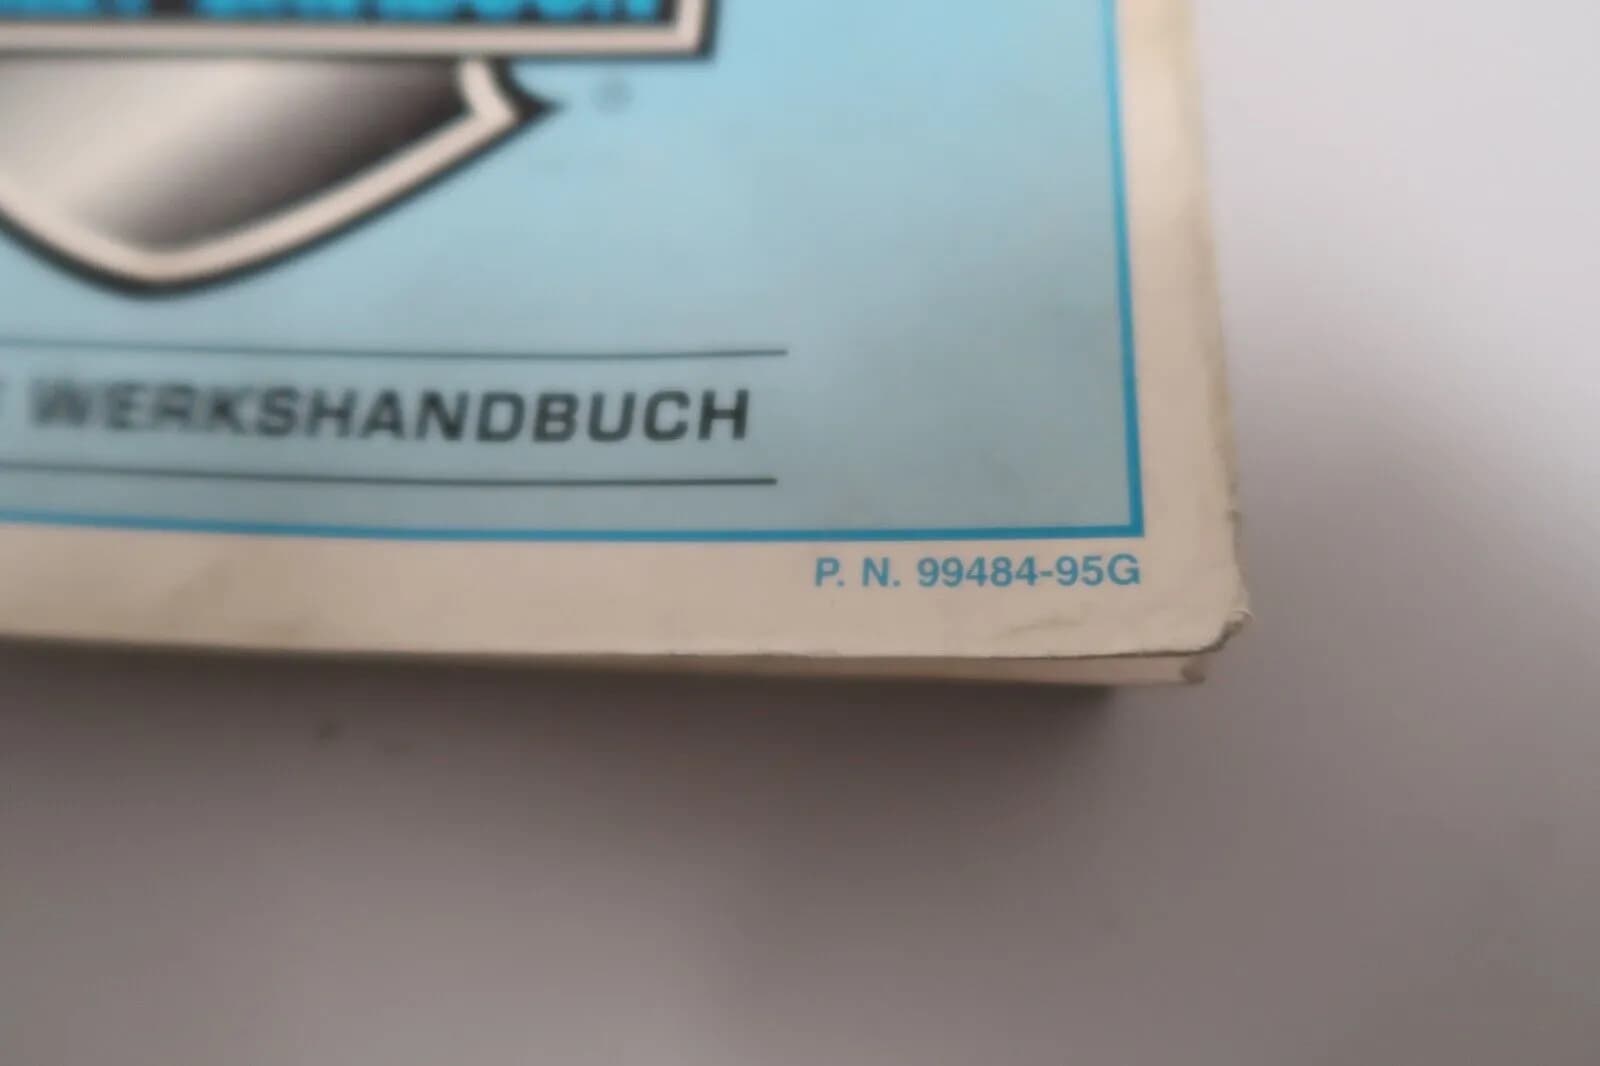 ®
WERKSHANDBUCH
P. N. 99484-95G